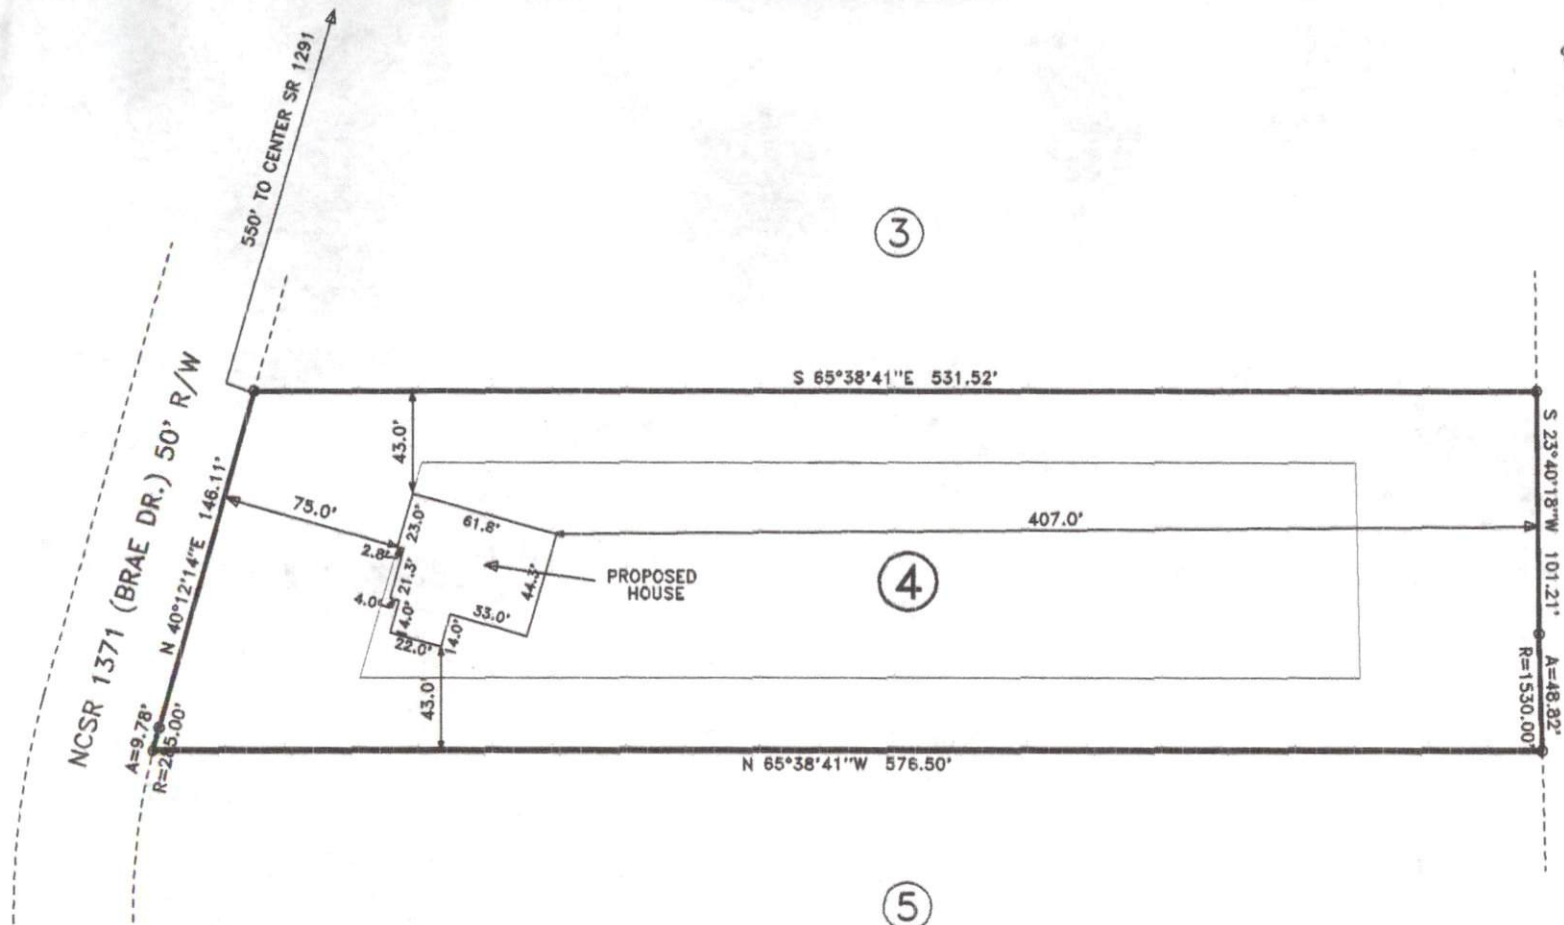 550' TO CENTER SR 1291
3
NCSR 1371 (BRAE DR.) 50' R/W
S 65°38'41"E 531.52'
N 40°12'14"E 146.11'
43.0'
75.0'
23.0'
61.8'
407.0'
S 23°40'18"W 101.21'
2.8'
21.3'
44.3'
PROPOSED
HOUSE
4
4.0'
14.0'
33.0'
22.0'
14.0'
43.0'
A=9.78'
A=48.82'
R=1530.00'
N 65°38'41"W 576.50'
5